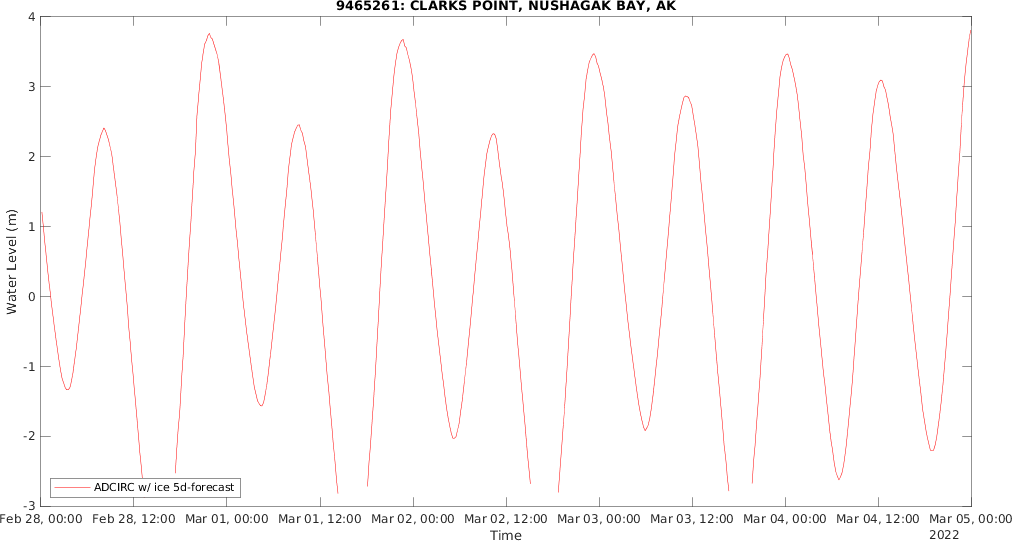 9465261: CLARKS POINT, NUSHAGAK BAY, AK
4
3
2
1
0
-1
-2
-3
Water Level (m)
ADCIRC w/ ice 5d-forecast
Feb 28, 00:00 Feb 28, 12:00 Mar 01, 00:00 Mar 01, 12:00 Mar 02, 00:00 Mar 02, 12:00 Mar 03, 00:00 Mar 03, 12:00 Mar 04, 00:00 Mar 04, 12:00 Mar 05, 00:00
Time
2022